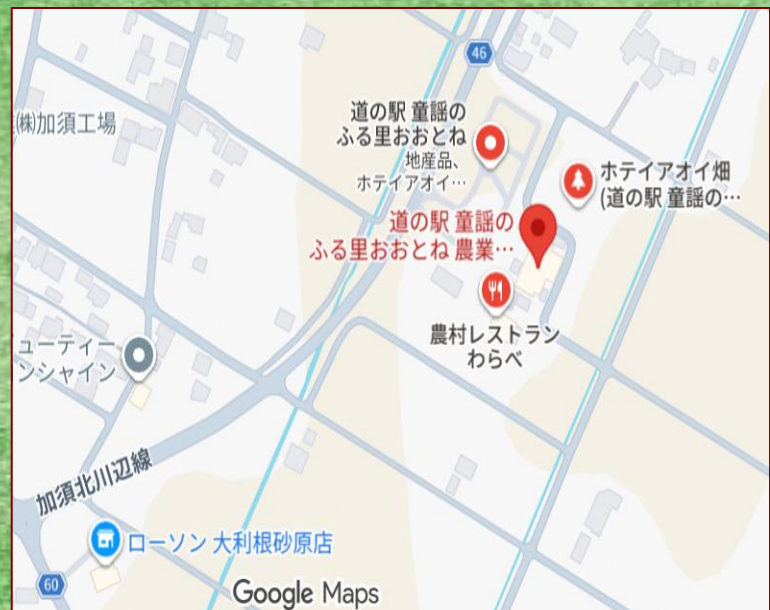 46
道の駅 童謡の
ふる里おおとね
地産品、
ホテイアオイ…
㈱加須工場
ホテイアオイ畑
(道の駅 童謡の…
道の駅 童謡の
ふる里おおとね 農業…
農村レストラン
わらべ
ューティー
ンシャイン
加須北川辺線
ローソン 大利根砂原店
60
Google Maps